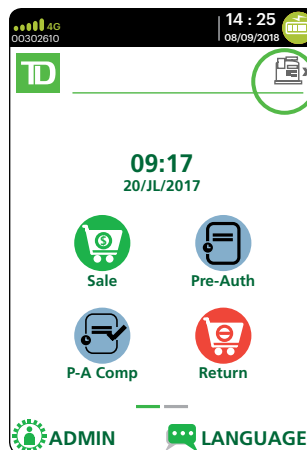 4G
14 : 25
00302610
08/09/2018
TD
09:17
20/JL/2017
Sale
Pre-Auth
P-A Comp
Return
ADMIN
LANGUAGE